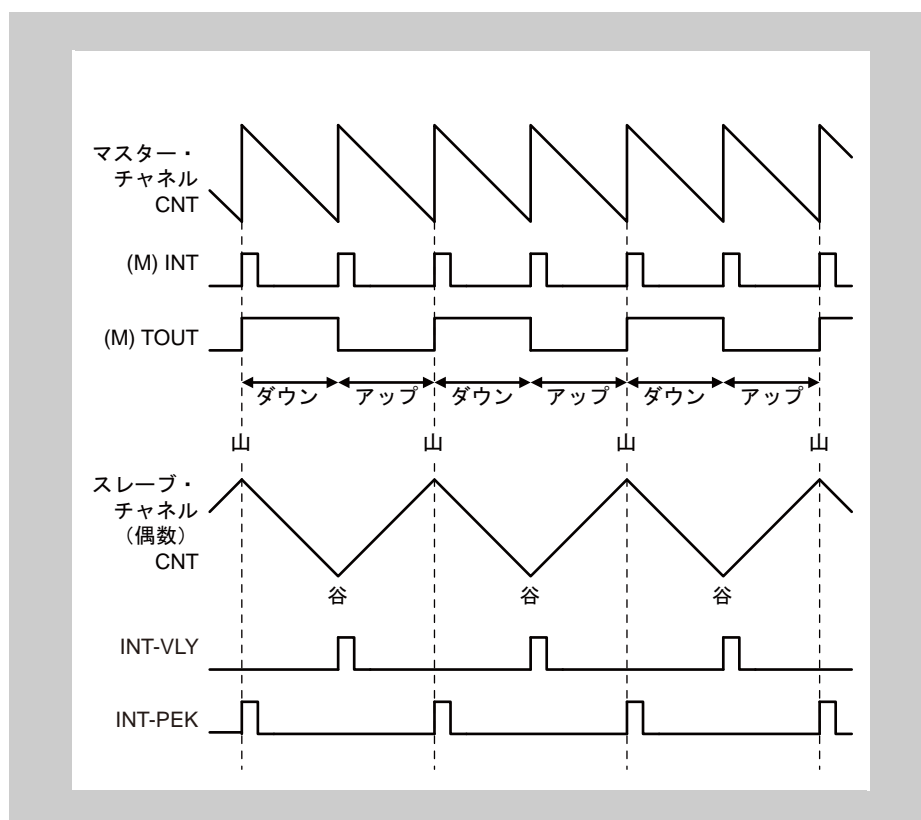 マスター・
チャネル
CNT
(M) INT
(M) TOUT
ダウン アップ ダウン アップ ダウン アップ
山 山 山 山
スレーブ・
チャネル
（偶数）
CNT
谷 谷 谷
INT-VLY
INT-PEK